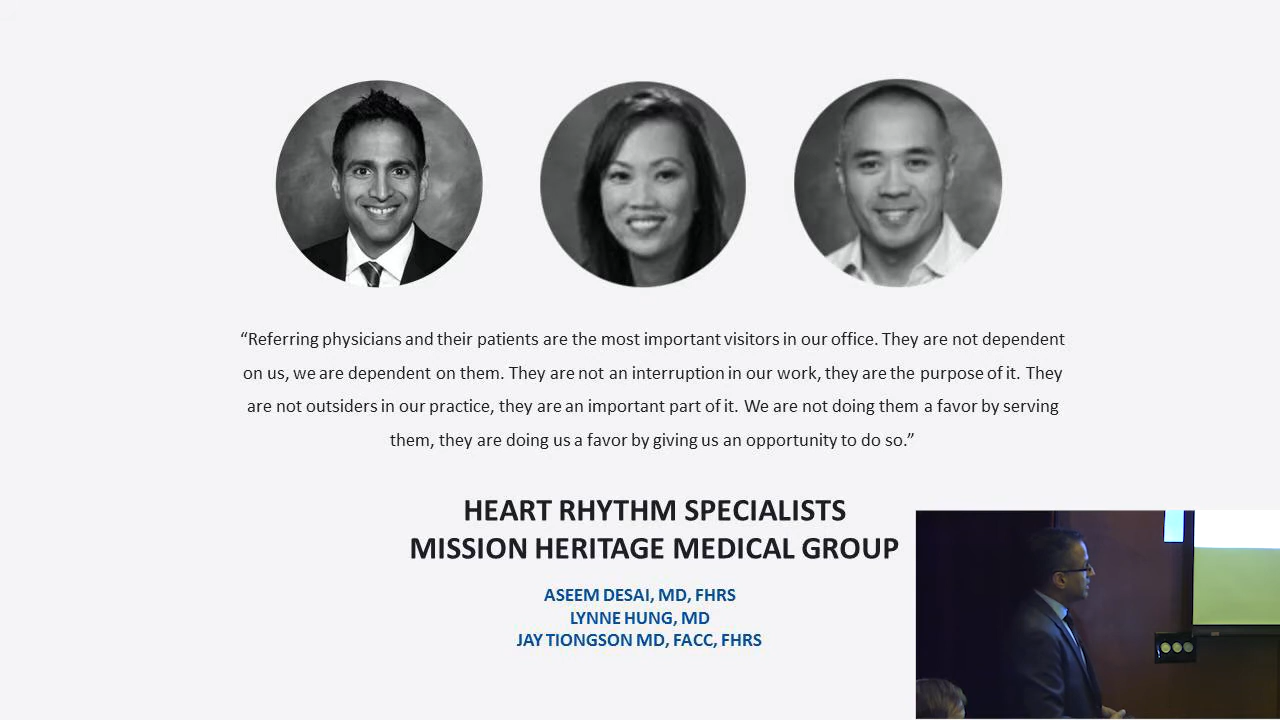 “Referring physicians and their patients are the most important visitors in our office. They are not dependent
on us, we are dependent on them. They are not an interruption in our work, they are the purpose of it. They
are not outsiders in our practice, they are an important part of it. We are not doing them a favor by serving
them, they are doing us a favor by giving us an opportunity to do so.”
HEART RHYTHM SPECIALISTS
MISSION HERITAGE MEDICAL GROUP
ASEEM DESAI, MD, FHRS
LYNNE HUNG, MD
JAY TIONGSON MD, FACC, FHRS